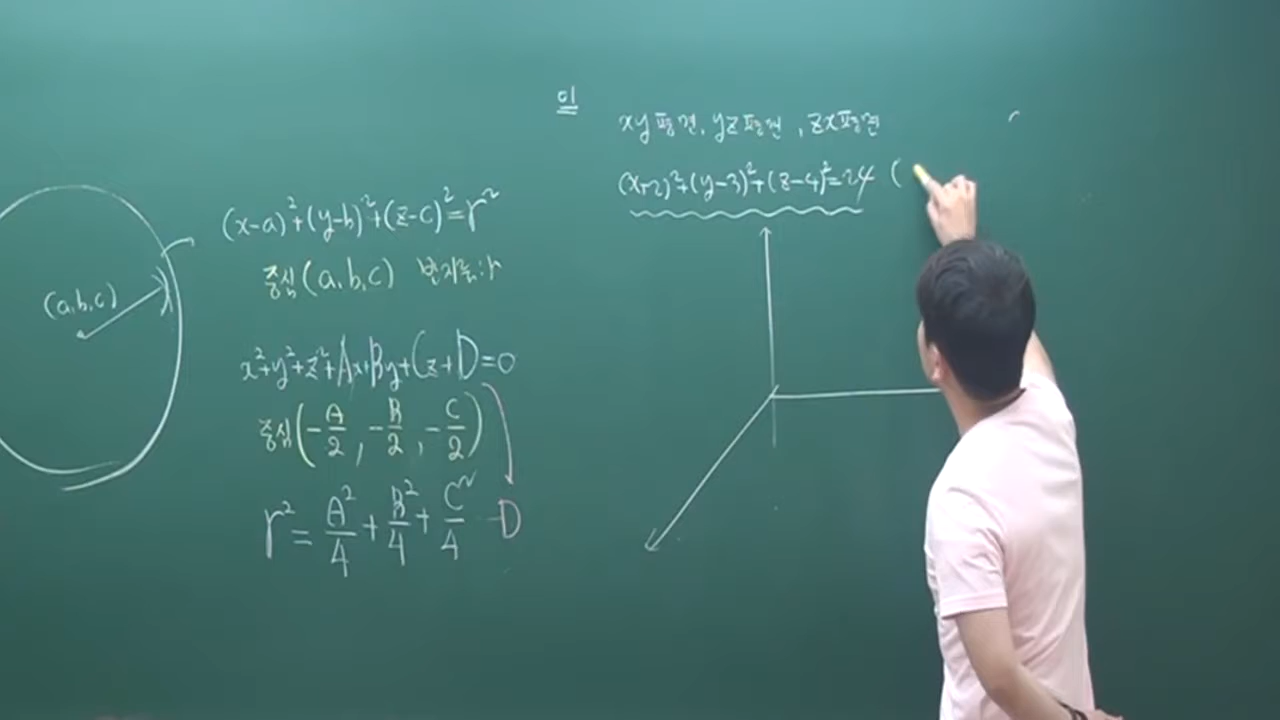 (a,b,c)
(x-a)²+(y-b)²+(z-c)²=r²
중심(a,b,c) 반지름:r
x²+y²+z²+Ax+By+Cz+D=0
중심(-A/2, -B/2, -C/2)
r²=A²/4+B²/4+C²/4-D
이
xy평면, yz평면, zx평면
(x+2)²+(y-3)²+(z-4)²=24 (